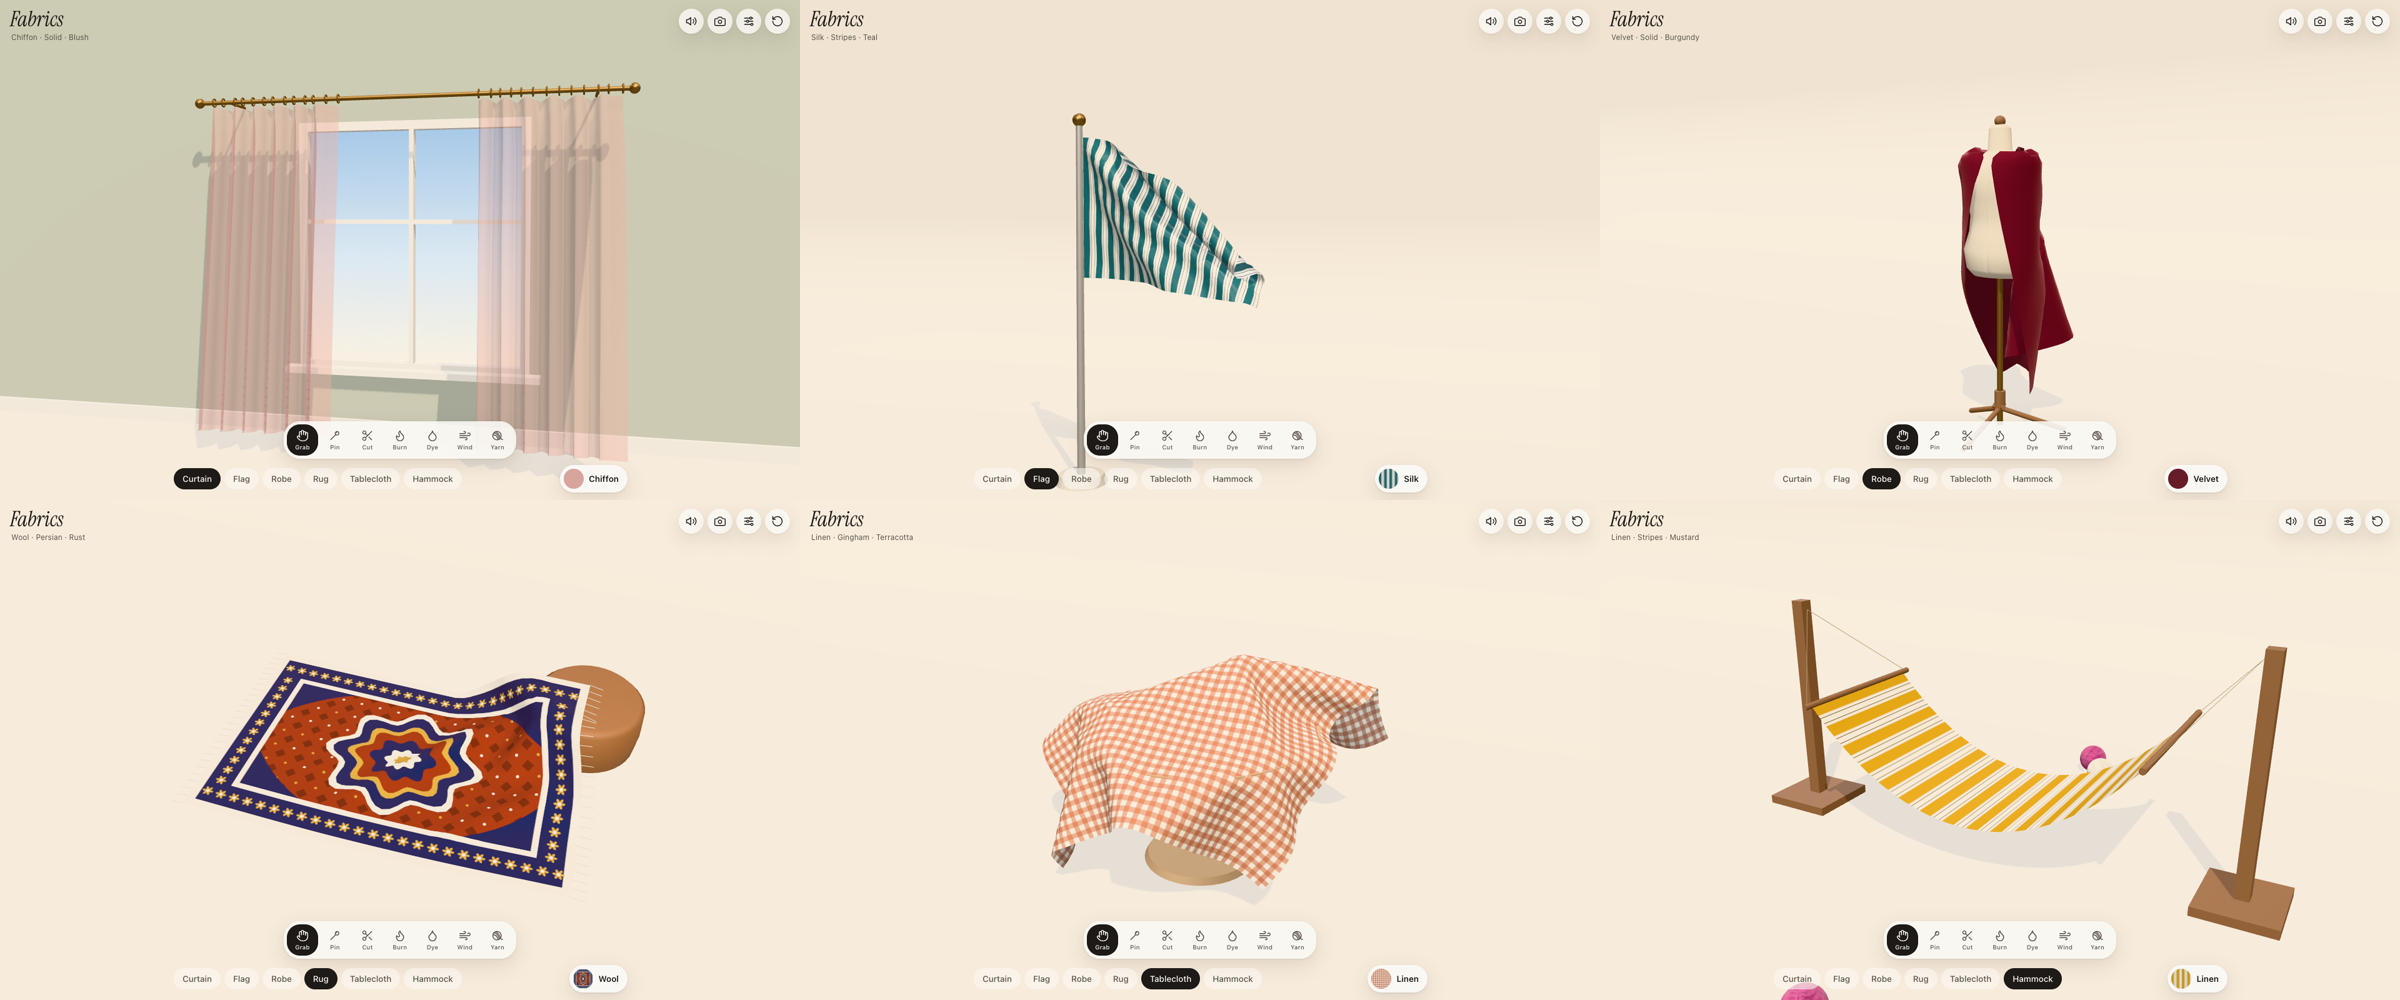 Fabrics
Chiffon · Solid · Blush
Grab Pin Cut Burn Dye Wind Yarn
Curtain Flag Robe Rug Tablecloth Hammock Chiffon
Fabrics
Silk · Stripes · Teal
Grab Pin Cut Burn Dye Wind Yarn
Curtain Flag Robe Rug Tablecloth Hammock Silk
Fabrics
Velvet · Solid · Burgundy
Grab Pin Cut Burn Dye Wind Yarn
Curtain Flag Robe Rug Tablecloth Hammock Velvet
Fabrics
Wool · Persian · Rust
Grab Pin Cut Burn Dye Wind Yarn
Curtain Flag Robe Rug Tablecloth Hammock Wool
Fabrics
Linen · Gingham · Terracotta
Grab Pin Cut Burn Dye Wind Yarn
Curtain Flag Robe Rug Tablecloth Hammock Linen
Fabrics
Linen · Stripes · Mustard
Grab Pin Cut Burn Dye Wind Yarn
Curtain Flag Robe Rug Tablecloth Hammock Linen